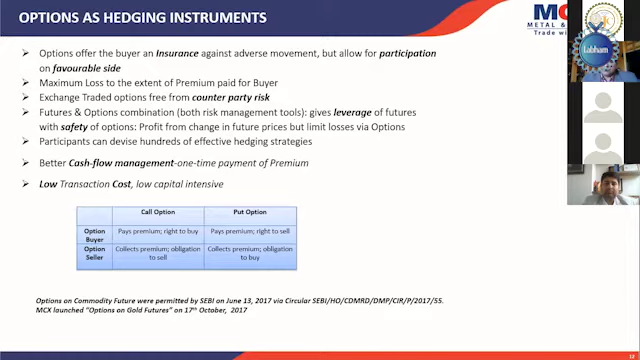 OPTIONS AS HEDGING INSTRUMENTS
MC
METAL &
Trade wi
Labham
Options offer the buyer an Insurance against adverse movement, but allow for participation
on favourable side
Maximum Loss to the extent of Premium paid for Buyer
Exchange Traded options free from counter party risk
Futures & Options combination (both risk management tools): gives leverage of futures
with safety of options: Profit from change in future prices but limit losses via Options
Participants can devise hundreds of effective hedging strategies
Better Cash-flow management-one-time payment of Premium
Low Transaction Cost, low capital intensive
Call Option Put Option
Option Buyer Pays premium; right to buy Pays premium; right to sell
Option Seller Collects premium; obligation to sell Collects premium; obligation to buy
Options on Commodity Future were permitted by SEBI on June 13, 2017 via Circular SEBI/HO/CDMRD/DMP/CIR/P/2017/55.
MCX launched "Options on Gold Futures" on 17th October, 2017
12